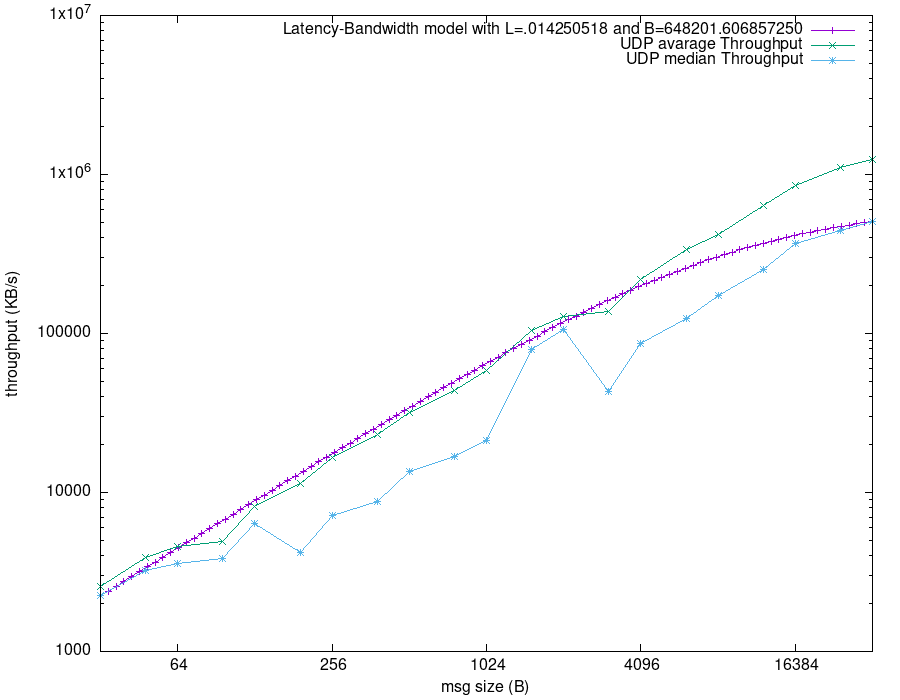 Latency-Bandwidth model with L=.014250518 and B=648201.606857250
UDP avarage Throughput
UDP median Throughput
1x10^7
1x10^6
100000
10000
1000
throughput (KB/s)
64 256 1024 4096 16384
msg size (B)